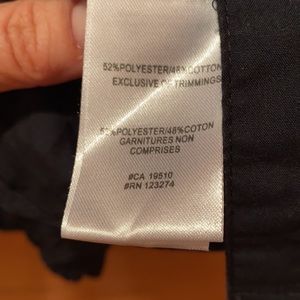 52%POLYESTER/48%COTTON
EXCLUSIVE OF TRIMMINGS
52%POLYESTER/48%COTON
GARNITURES NON
COMPRISES
#CA 19510
#RN 123274